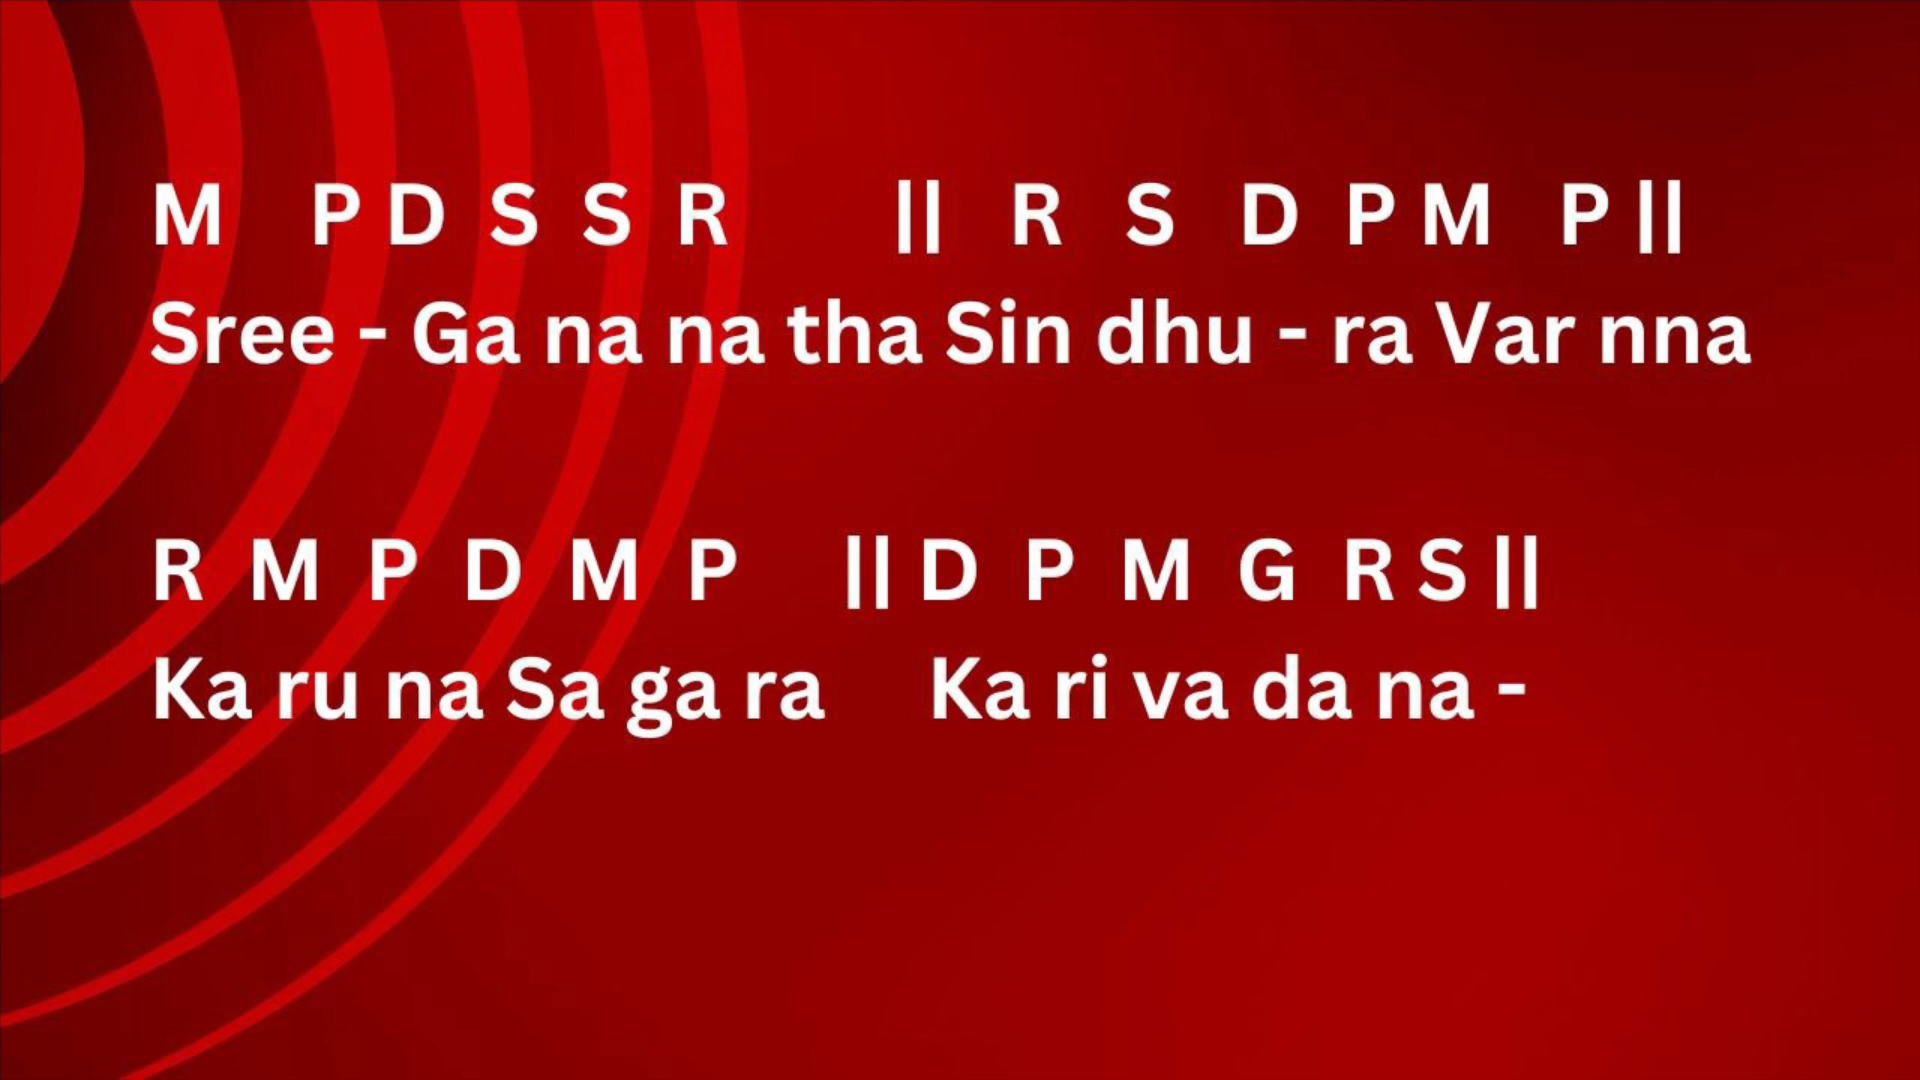 M P D S S R || R S D P M P ||
Sree - Ga na na tha Sin dhu - ra Var nna
R M P D M P || D P M G R S ||
Ka ru na Sa ga ra Ka ri va da na -